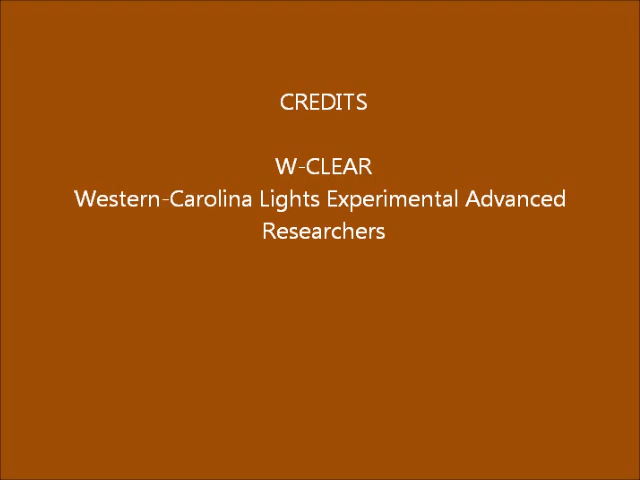 CREDITS
W-CLEAR
Western-Carolina Lights Experimental Advanced
Researchers